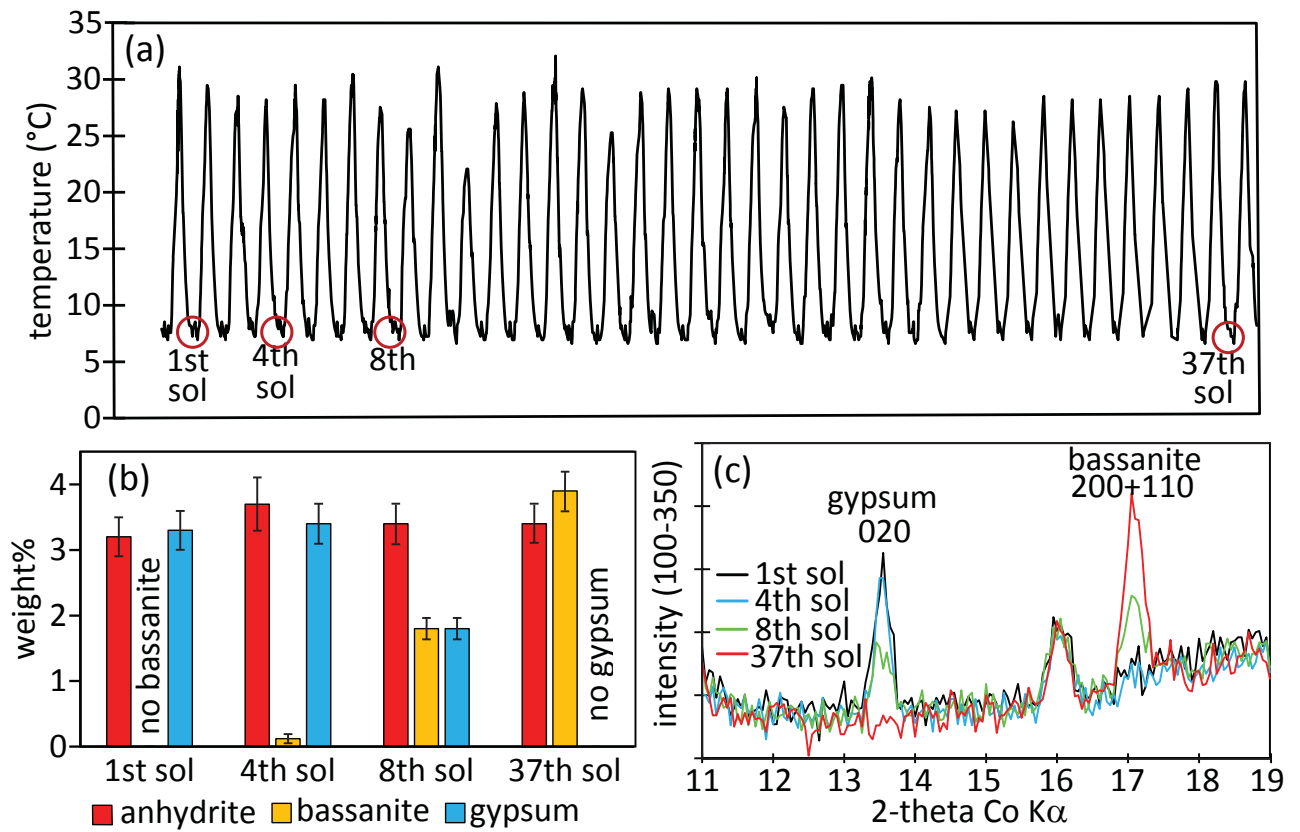 (a)
temperature (°C)
35
30
25
20
15
10
5
0
1st
sol
4th
sol
8th
37th
sol
(b)
weight%
4
3
2
1
0
no bassanite
no gypsum
1st sol 4th sol 8th sol 37th sol
anhydrite bassanite gypsum
(c)
intensity (100-350)
gypsum
020
bassanite
200+110
1st sol
4th sol
8th sol
37th sol
11 12 13 14 15 16 17 18 19
2-theta Co Kα